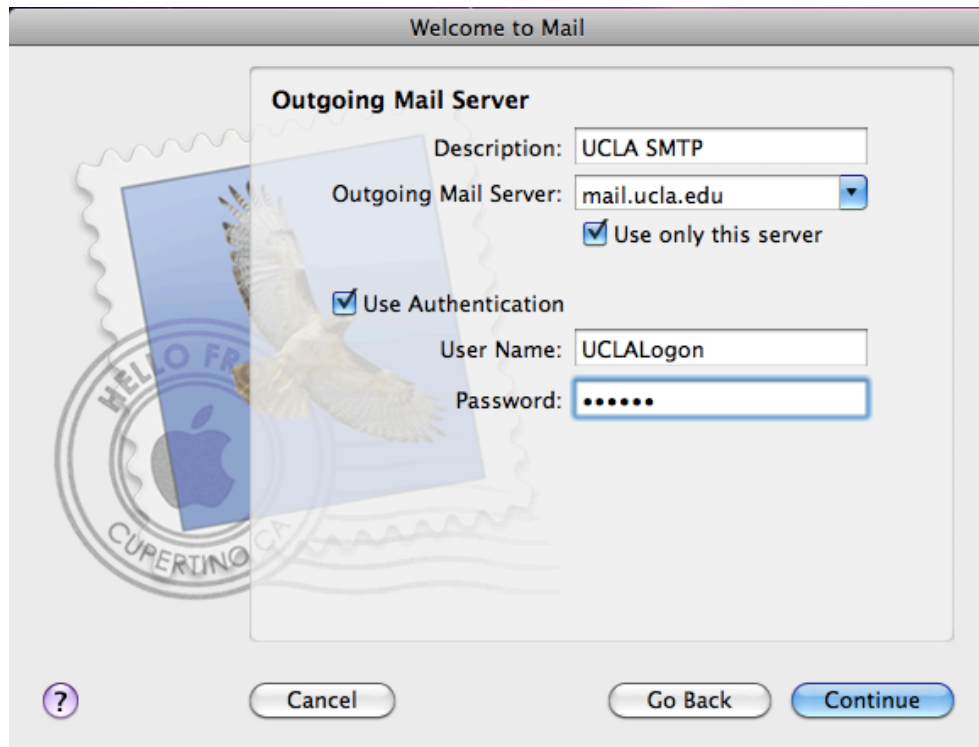 Welcome to Mail
Outgoing Mail Server
Description: UCLA SMTP
Outgoing Mail Server: mail.ucla.edu
Use only this server
Use Authentication
User Name: UCLALogon
Password: ••••••
HELLO FR
CUPERTINO CA
? Cancel Go Back Continue